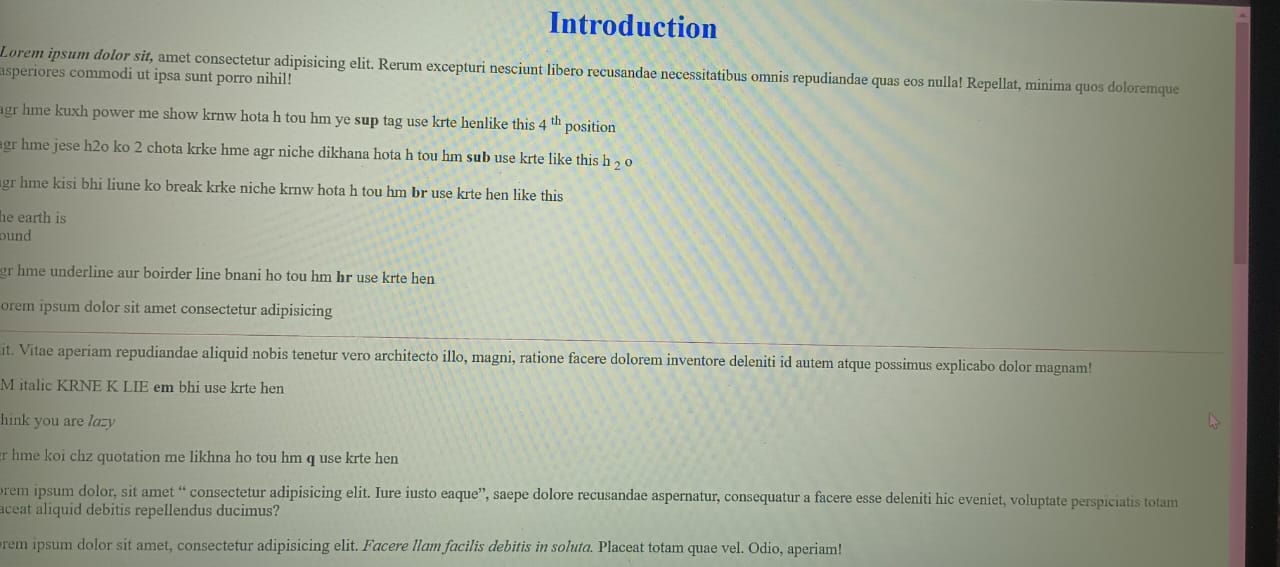 Introduction
Lorem ipsum dolor sit, amet consectetur adipisicing elit. Rerum excepturi nesciunt libero recusandae necessitatibus omnis repudiandae quas eos nulla! Repellat, minima quos doloremque
asperiores commodi ut ipsa sunt porro nihil!
agr hme kuxh power me show krnw hota h tou hm ye sup tag use krte henlike this 4 th position
agr hme jese h2o ko 2 chota krke hme agr niche dikhana hota h tou hm sub use krte like this h 2 o
gr hme kisi bhi liune ko break krke niche krnw hota h tou hm br use krte hen like this
he earth is
ound
gr hme underline aur boirder line bnani ho tou hm hr use krte hen
orem ipsum dolor sit amet consectetur adipisicing
it. Vitae aperiam repudiandae aliquid nobis tenetur vero architecto illo, magni, ratione facere dolorem inventore deleniti id autem atque possimus explicabo dolor magnam!
M italic KRNE K LIE em bhi use krte hen
hink you are lazy
r hme koi chz quotation me likhna ho tou hm q use krte hen
orem ipsum dolor, sit amet “ consectetur adipisicing elit. Iure iusto eaque”, saepe dolore recusandae aspernatur, consequatur a facere esse deleniti hic eveniet, voluptate perspiciatis totam
aceat aliquid debitis repellendus ducimus?
orem ipsum dolor sit amet, consectetur adipisicing elit. Facere llam facilis debitis in soluta. Placeat totam quae vel. Odio, aperiam!